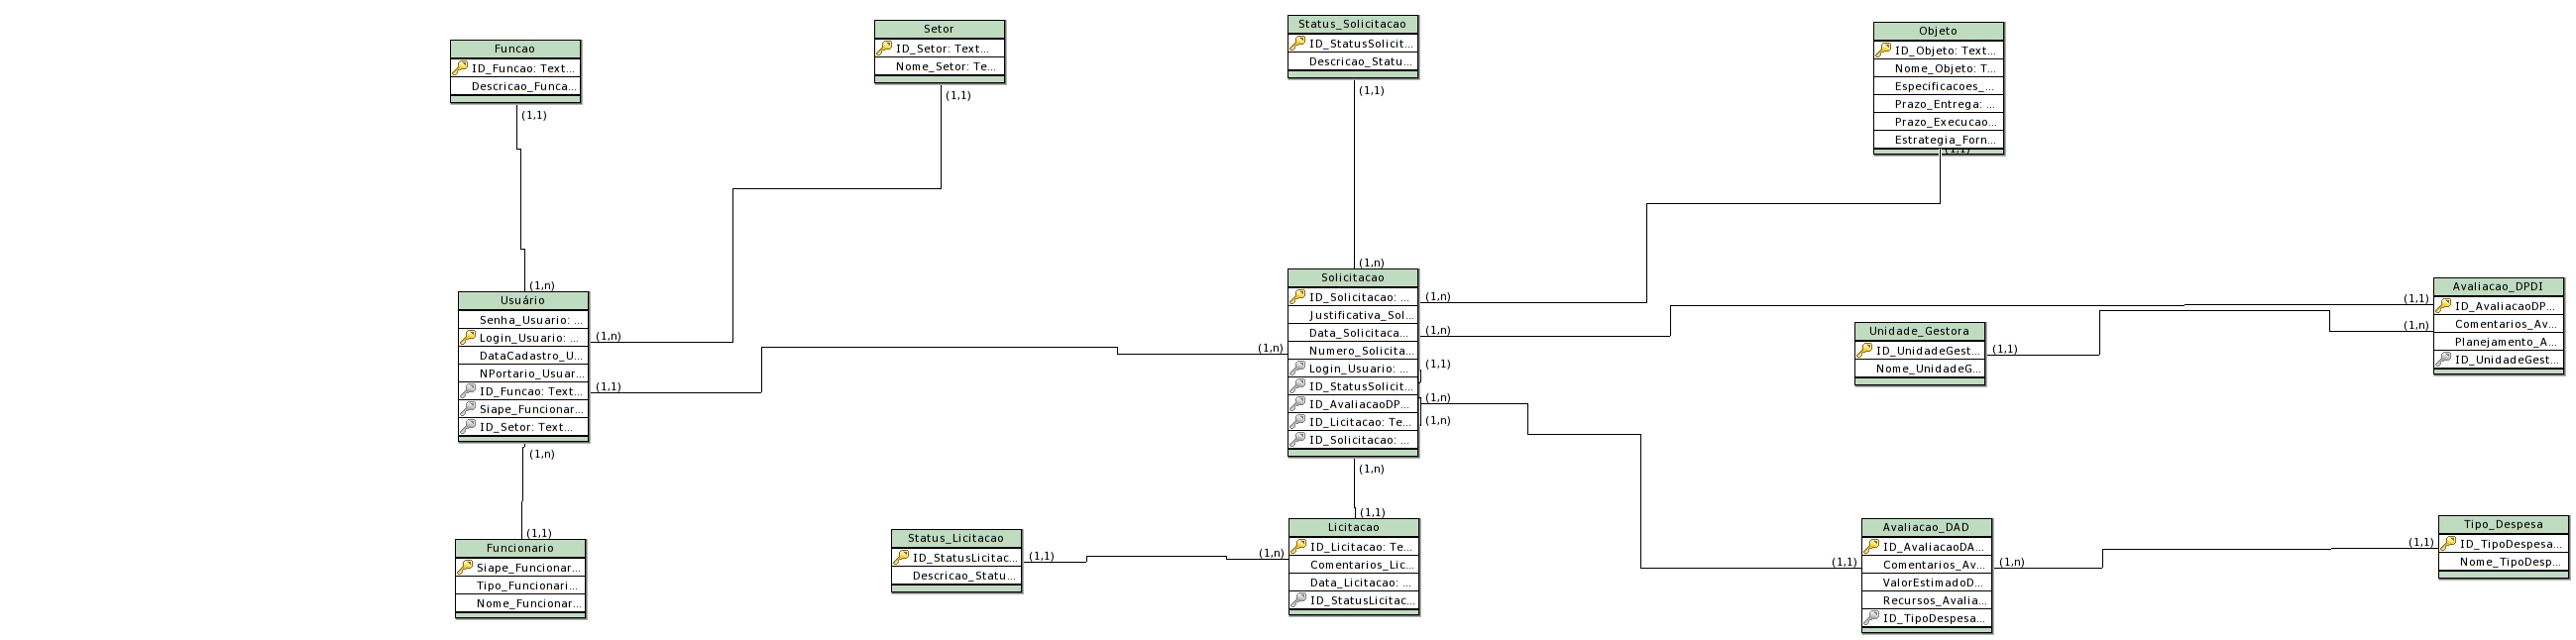 Funcao
ID_Funcao: Text...
Descricao_Funca...
(1,1)
Setor
ID_Setor: Text...
Nome_Setor: Te...
(1,1)
Status_Solicitacao
ID_StatusSolicit...
Descricao_Statu...
(1,1)
Objeto
ID_Objeto: Text...
Nome_Objeto: T...
Especificacoes_...
Prazo_Entrega: ...
Prazo_Execucao...
Estrategia_Forn...
(1,1)
(1,n)
Usuário
Senha_Usuario: ...
Login_Usuario: ...
DataCadastro_U...
NPortario_Usuar...
ID_Funcao: Text...
Siape_Funcionar...
ID_Setor: Text...
(1,n)
(1,1)
(1,n)
(1,n)
Solicitacao
ID_Solicitacao: ...
Justificativa_Sol...
Data_Solicitaca...
Numero_Solicita...
Login_Usuario: ...
ID_StatusSolicit...
ID_AvaliacaoDP...
ID_Licitacao: Te...
ID_Solicitacao: ...
(1,n)
(1,n)
(1,n)
(1,1)
(1,n)
(1,n)
(1,n)
Unidade_Gestora
ID_UnidadeGest...
Nome_UnidadeG...
(1,1)
Avaliacao_DPDI
ID_AvaliacaoDP...
Comentarios_Av...
Planejamento_A...
ID_UnidadeGest...
(1,1)
(1,n)
(1,1)
Funcionario
Siape_Funcionar...
Tipo_Funcionari...
Nome_Funcionar...
Status_Licitacao
ID_StatusLicitac...
Descricao_Statu...
(1,1)
(1,n)
(1,1)
Licitacao
ID_Licitacao: Te...
Comentarios_Lic...
Data_Licitacao: ...
ID_StatusLicitac...
(1,1)
Avaliacao_DAD
ID_AvaliacaoDA...
Comentarios_Av...
ValorEstimadoD...
Recursos_Avalia...
ID_TipoDespesa...
(1,n)
(1,1)
Tipo_Despesa
ID_TipoDespesa...
Nome_TipoDesp...